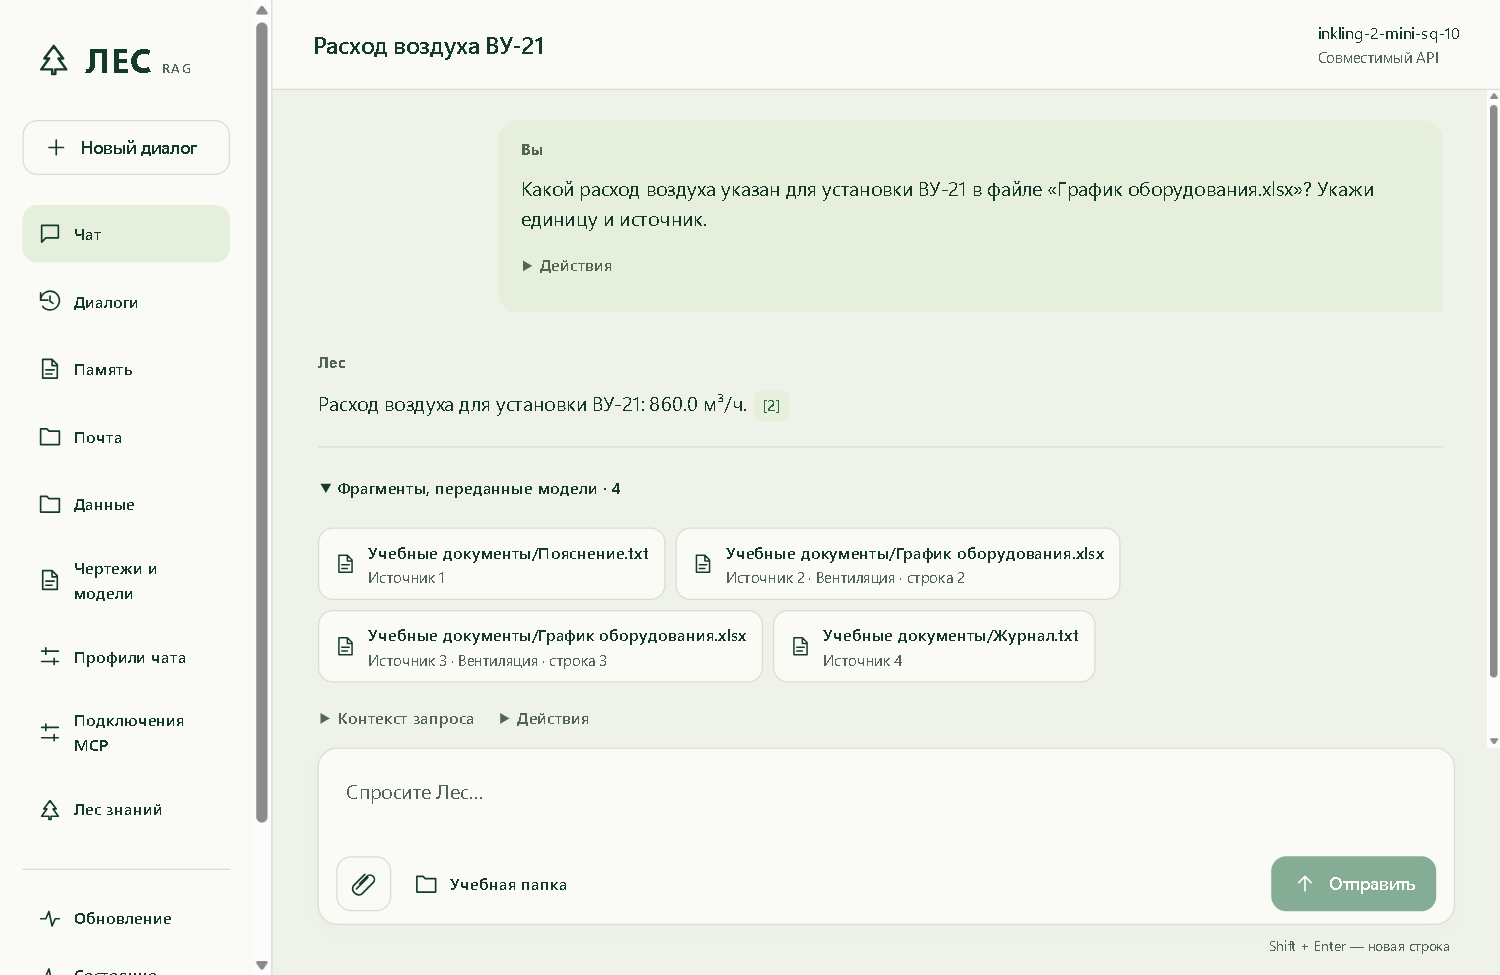 ЛЕС RAG
Новый диалог
Чат
Диалоги
Память
Почта
Данные
Чертежи и
модели
Профили чата
Подключения
MCP
Лес знаний
Обновление
Состояние
Расход воздуха ВУ-21
inkling-2-mini-sq-10
Совместимый API
Вы
Какой расход воздуха указан для установки ВУ-21 в файле «График оборудования.xlsx»? Укажи
единицу и источник.
Действия
Лес
Расход воздуха для установки ВУ-21: 860.0 м³/ч. [2]
Фрагменты, переданные модели · 4
Учебные документы/Пояснение.txt
Источник 1
Учебные документы/График оборудования.xlsx
Источник 2 · Вентиляция · строка 2
Учебные документы/График оборудования.xlsx
Источник 3 · Вентиляция · строка 3
Учебные документы/Журнал.txt
Источник 4
Контекст запроса
Действия
Спросите Лес...
Учебная папка
Отправить
Shift + Enter — новая строка